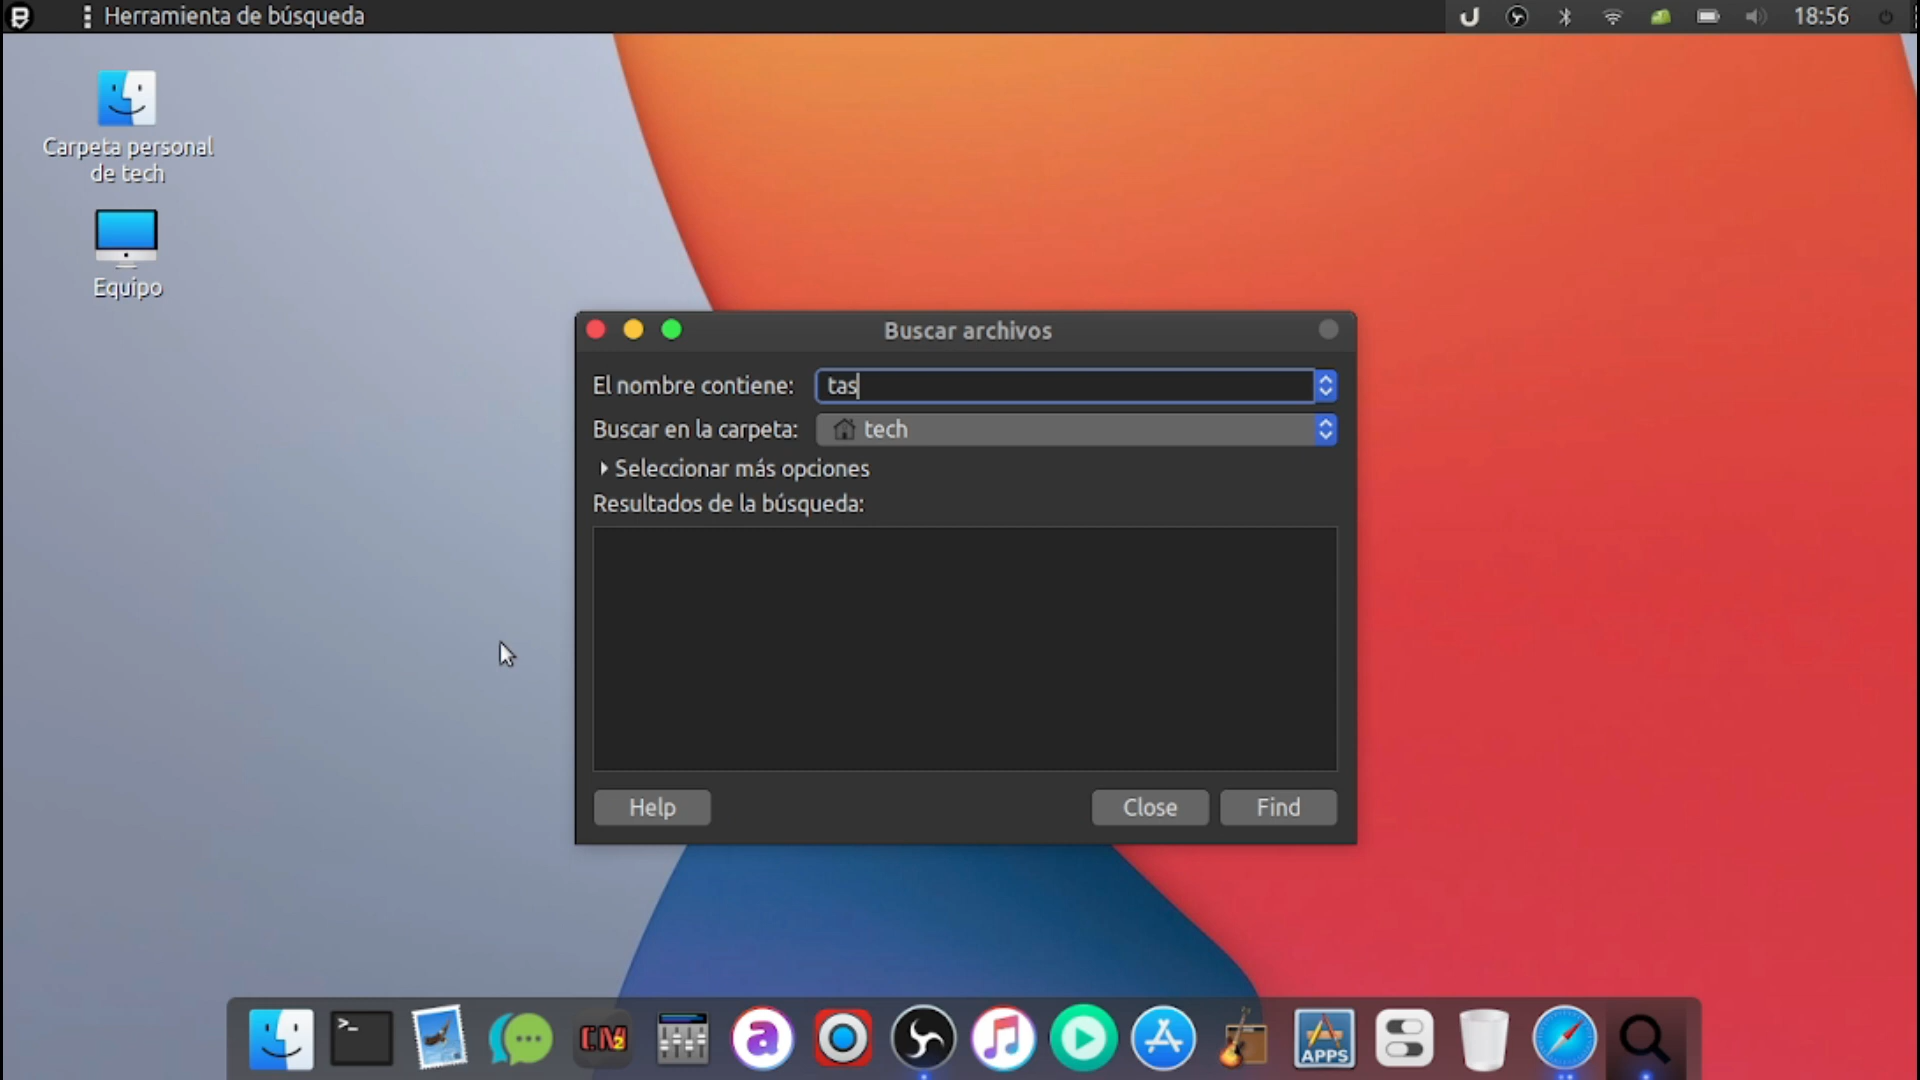 Herramienta de búsqueda
18:56
Carpeta personal
de tech
Equipo
Buscar archivos
El nombre contiene: tas
Buscar en la carpeta: tech
Seleccionar más opciones
Resultados de la búsqueda:
Help Close Find
>_
CM2
a
APPS